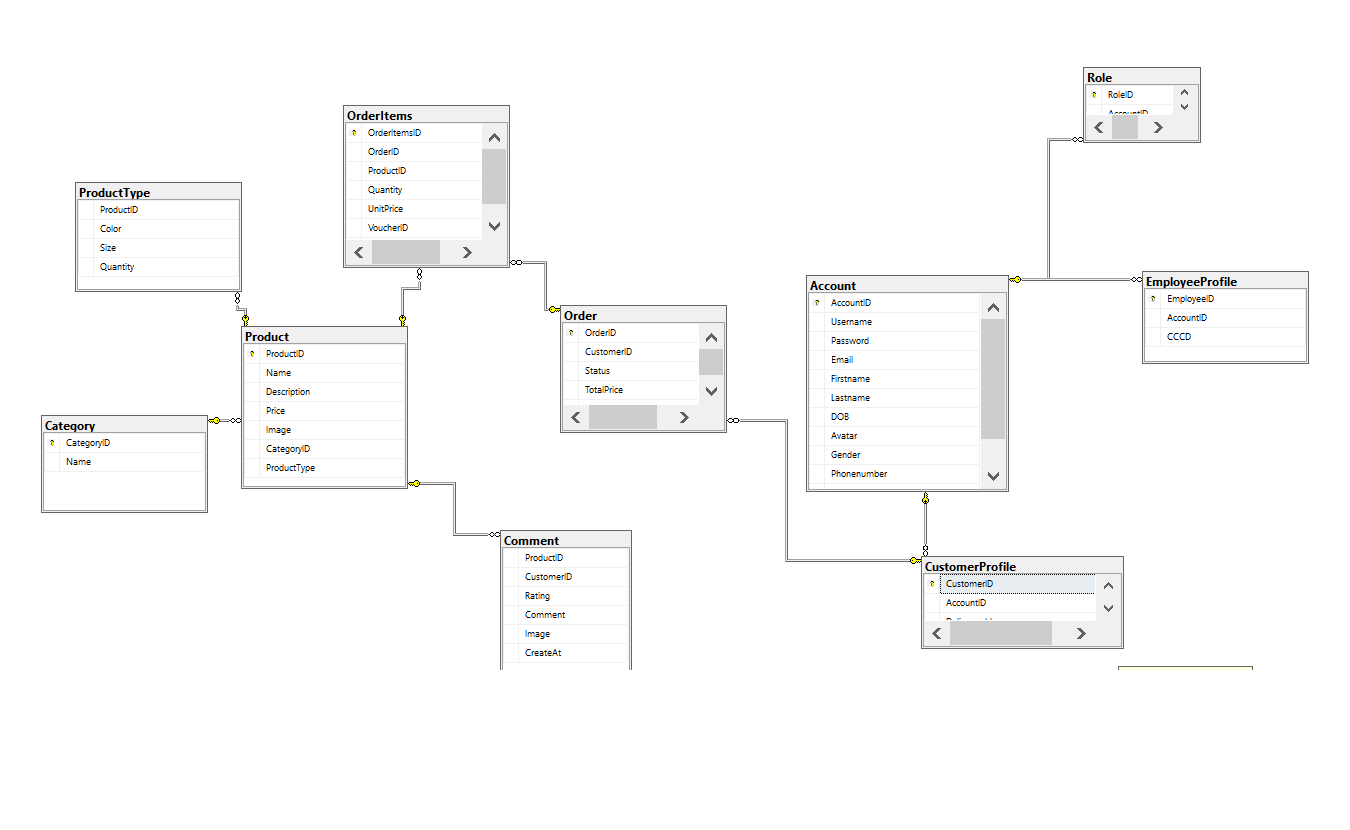 Role
RoleID
AccountID
OrderItems
OrderItemsID
OrderID
ProductID
Quantity
UnitPrice
VoucherID
ProductType
ProductID
Color
Size
Quantity
Account
AccountID
Username
Password
Email
Firstname
Lastname
DOB
Avatar
Gender
Phonenumber
EmployeeProfile
EmployeeID
AccountID
CCCD
Order
OrderID
CustomerID
Status
TotalPrice
Product
ProductID
Name
Description
Price
Image
CategoryID
ProductType
Category
CategoryID
Name
Comment
ProductID
CustomerID
Rating
Comment
Image
CreateAt
CustomerProfile
CustomerID
AccountID